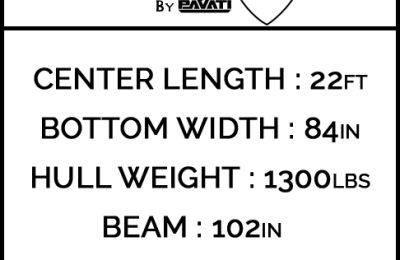 BY PAVATI
CENTER LENGTH : 22FT
BOTTOM WIDTH : 84IN
HULL WEIGHT : 1300LBS
BEAM : 102IN